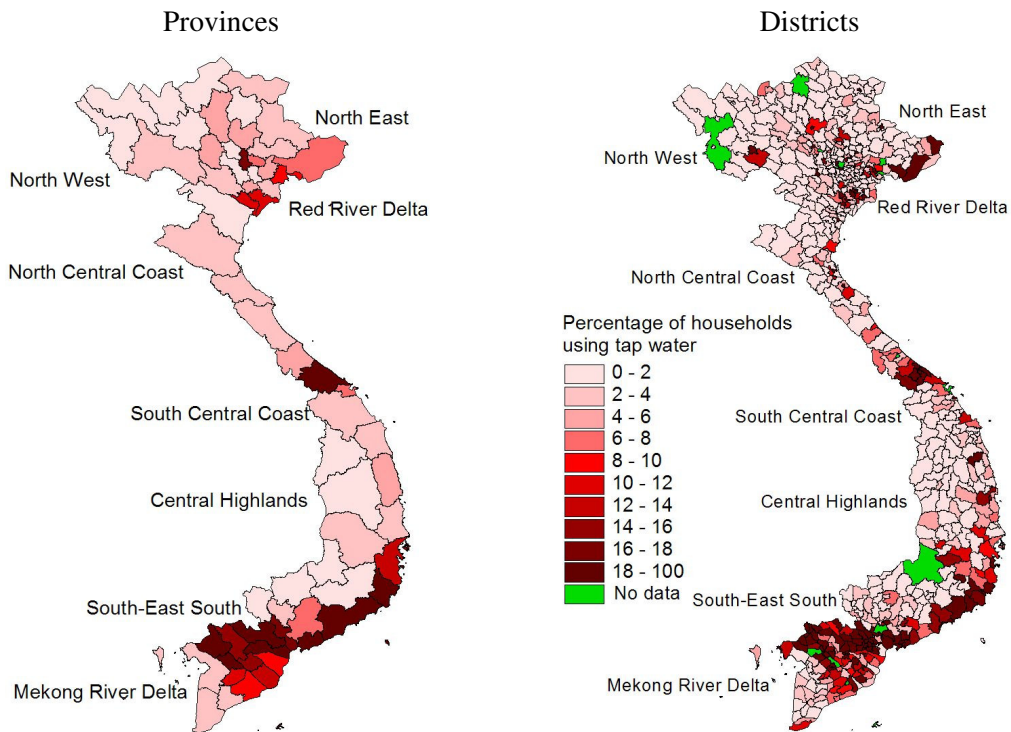 Provinces
North East
North West
Red River Delta
North Central Coast
South Central Coast
Central Highlands
South-East South
Mekong River Delta
Districts
North East
North West
Red River Delta
North Central Coast
Percentage of households
using tap water
0 - 2
2 - 4
4 - 6
6 - 8
8 - 10
10 - 12
12 - 14
14 - 16
16 - 18
18 - 100
No data
South Central Coast
Central Highlands
South-East South
Mekong River Delta